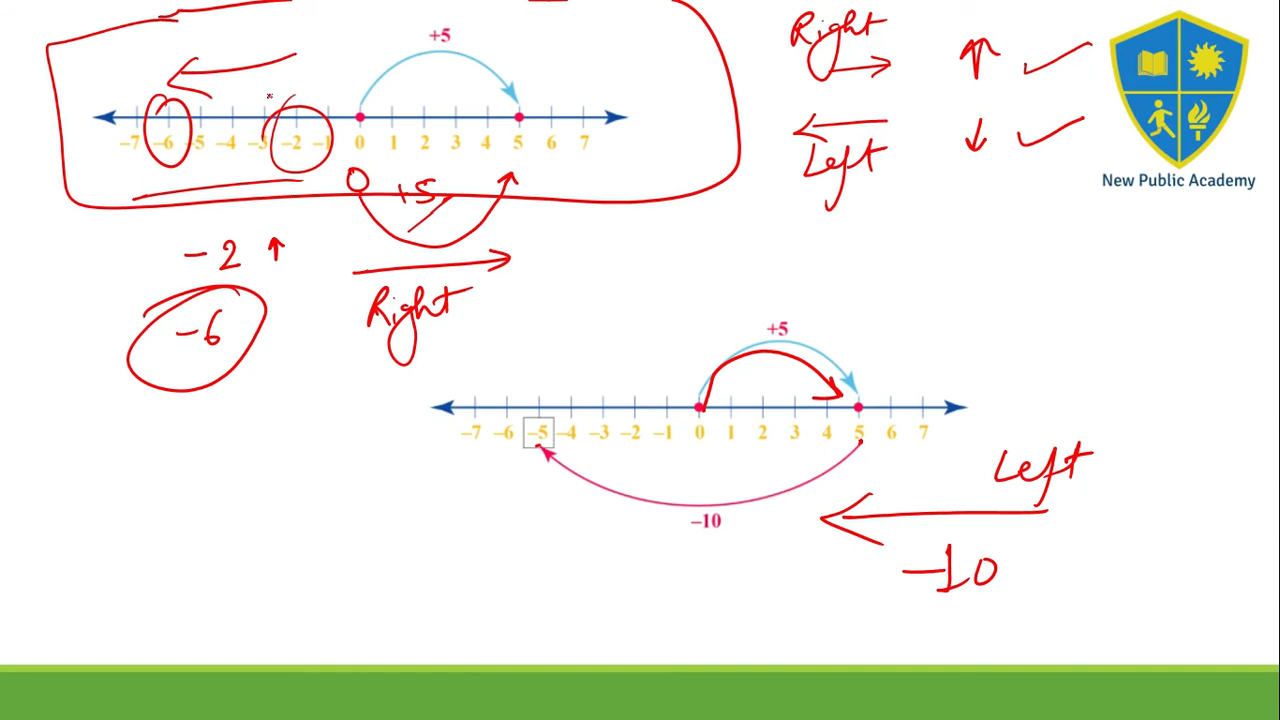 +5
–7 –6 –5 –4 –3 –2 –1 0 1 2 3 4 5 6 7
0 +5
Right
-2 ↑
-6
Right
→ ↑ ✓
← ↓ ✓
Left
New Public Academy
+5
–7 –6 –5 –4 –3 –2 –1 0 1 2 3 4 5 6 7
–10
Left
-10